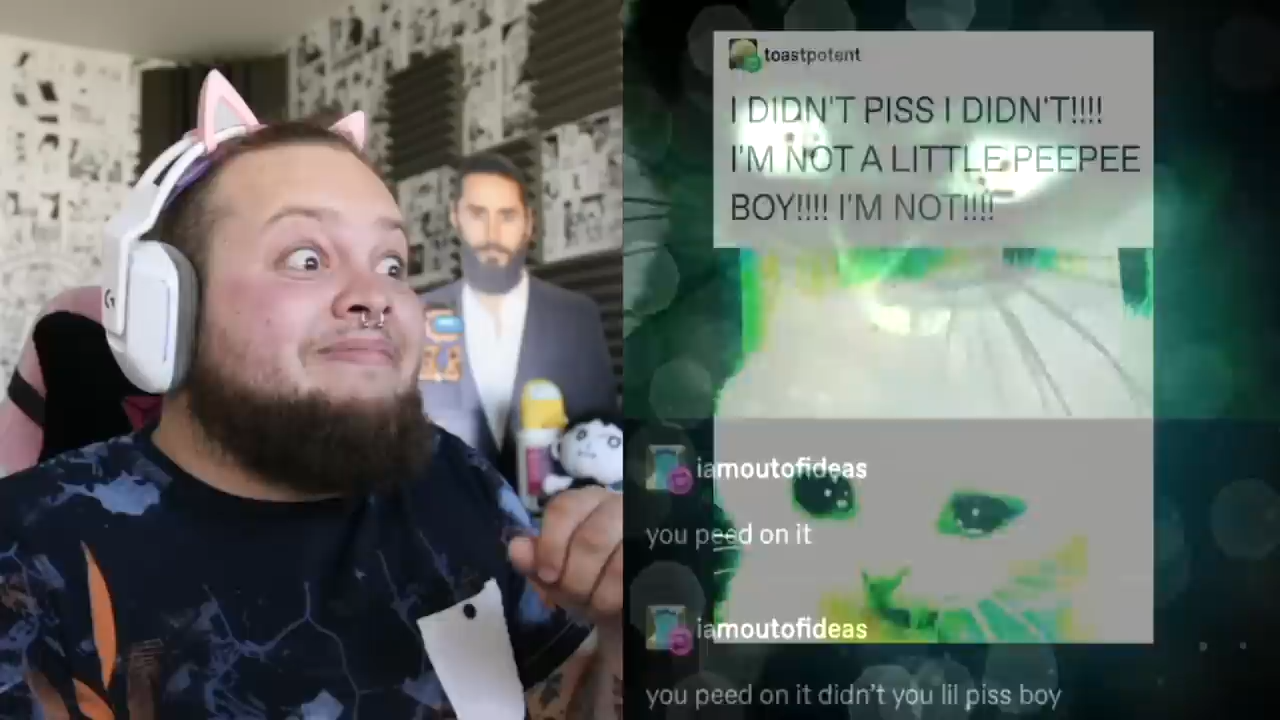 toastpotent
I DIDN'T PISS I DIDN'T!!!!
I'M NOT A LITTLE PEEPEE
BOY!!!! I'M NOT!!!!
iamoutofideas
you peed on it
iamoutofideas
you peed on it didn't you lil piss boy